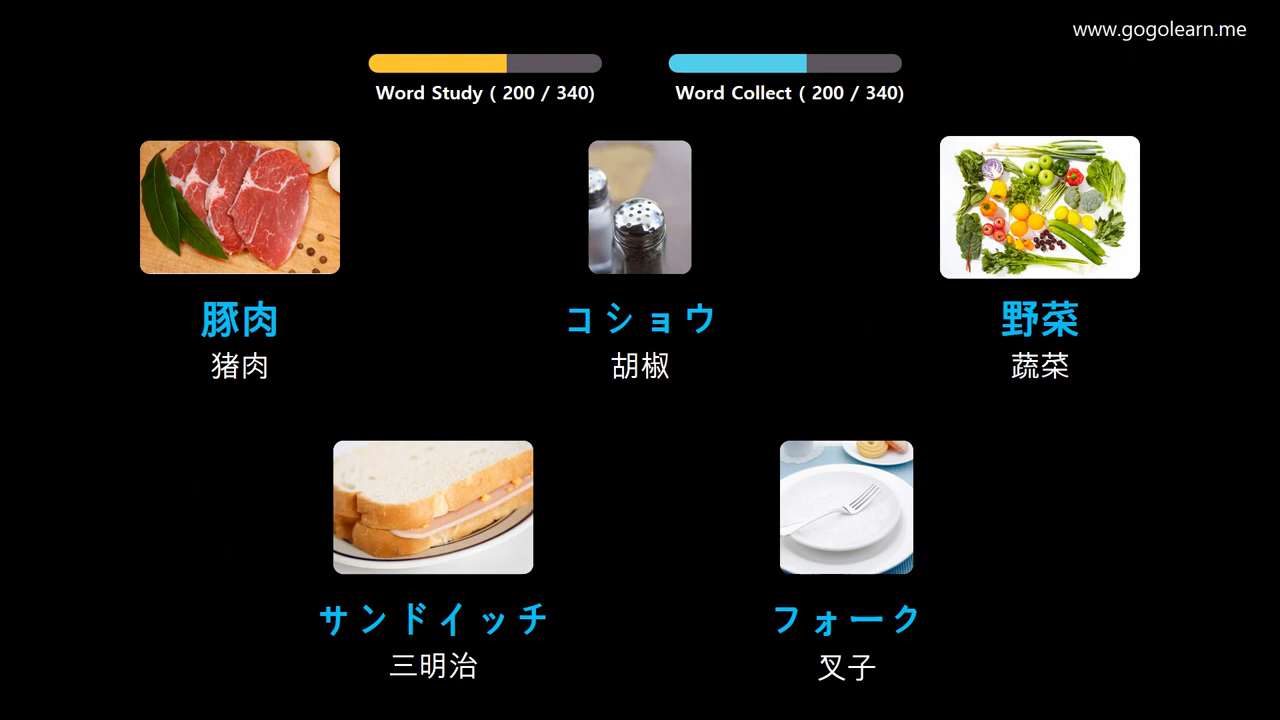 www.gogolearn.me
Word Study ( 200 / 340)
Word Collect ( 200 / 340)
豚肉
猪肉
コショウ
胡椒
野菜
蔬菜
サンドイッチ
三明治
フォーク
叉子